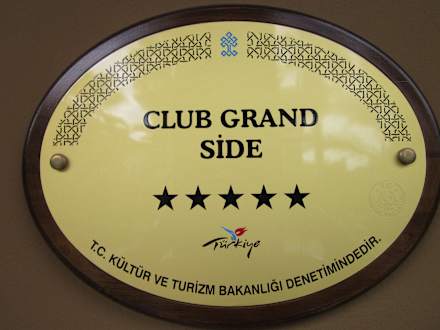 CLUB GRAND
SİDE
Türkiye
T.C. KÜLTÜR VE TURİZM BAKANLIĞI DENETİMİNDEDİR.